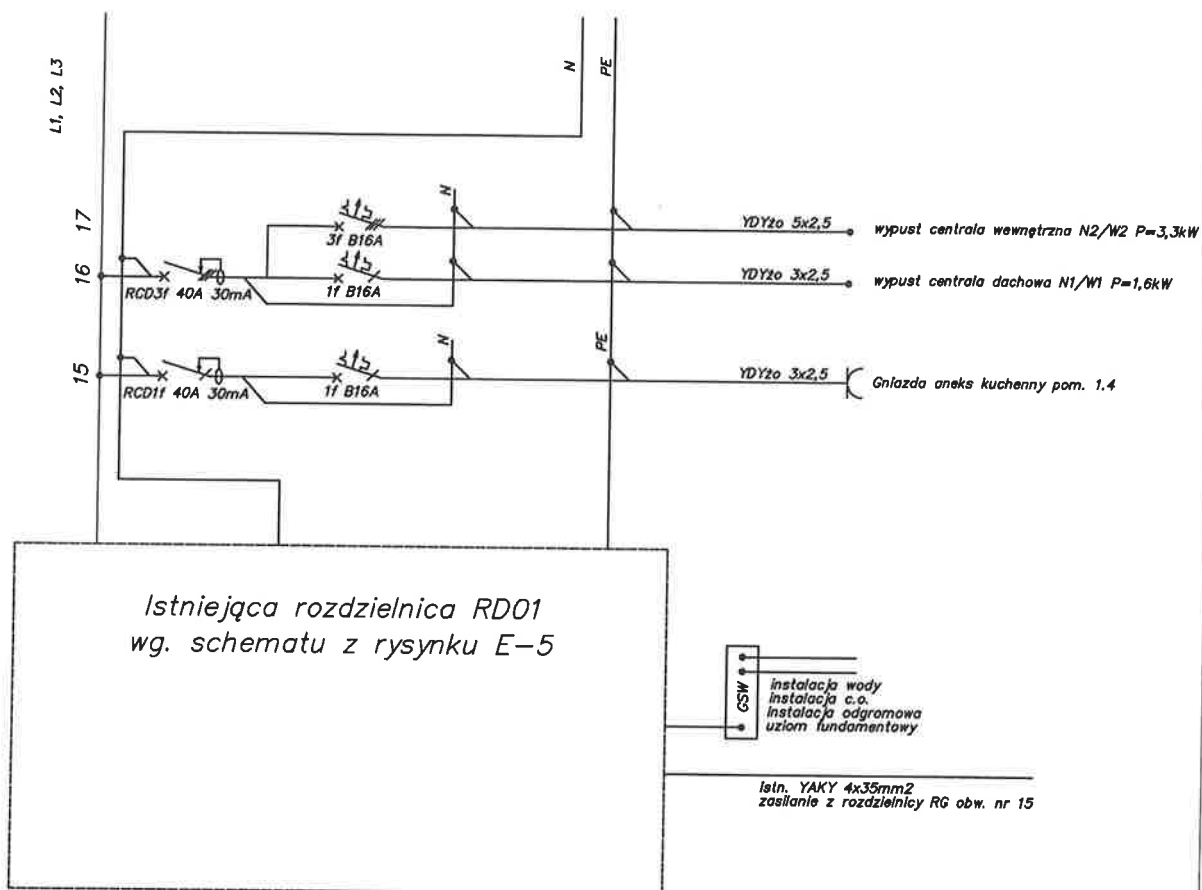 L1, L2, L3
N
PE
17
N
3f B16A
YDYżo 5x2,5
wypust centrala wewnętrzna N2/W2 P=3,3kW
16
RCD3f 40A 30mA
1f B16A
YDYżo 3x2,5
wypust centrala dachowa N1/W1 P=1,6kW
15
N
PE
RCD1f 40A 30mA
1f B16A
YDYżo 3x2,5
Gniazda aneks kuchenny pom. 1.4
Istniejąca rozdzielnica RD01
wg. schematu z rysynku E-5
GSW
instalacja wody
instalacja c.o.
instalacja odgromowa
uziom fundamentowy
istn. YAKY 4x35mm2
zasilanie z rozdzielnicy RG obw. nr 15